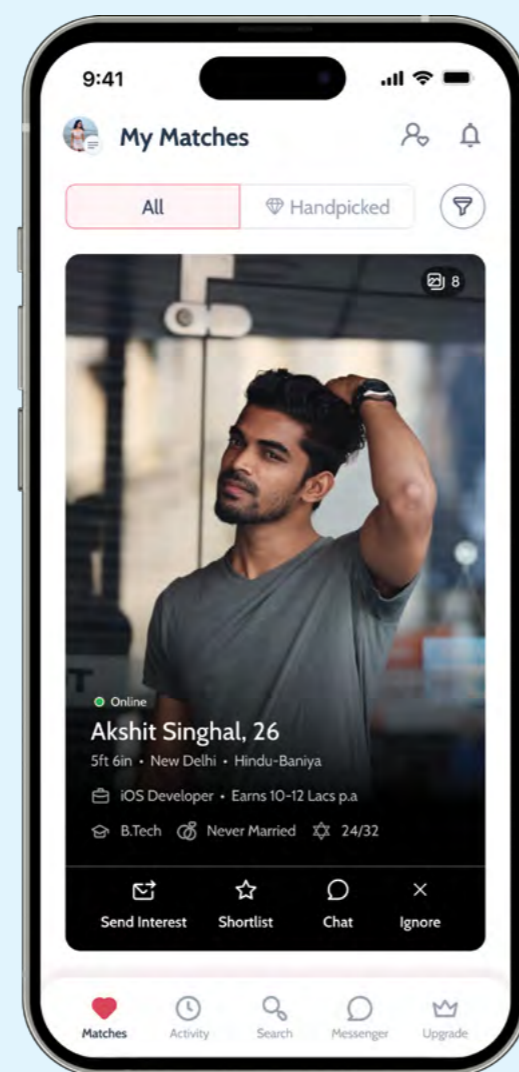 9:41
My Matches
All
Handpicked
8
Online
Akshit Singhal, 26
5ft 6in • New Delhi • Hindu-Baniya
iOS Developer • Earns 10-12 Lacs p.a
B.Tech Never Married 24/32
Send Interest Shortlist Chat Ignore
Matches Activity Search Messenger Upgrade